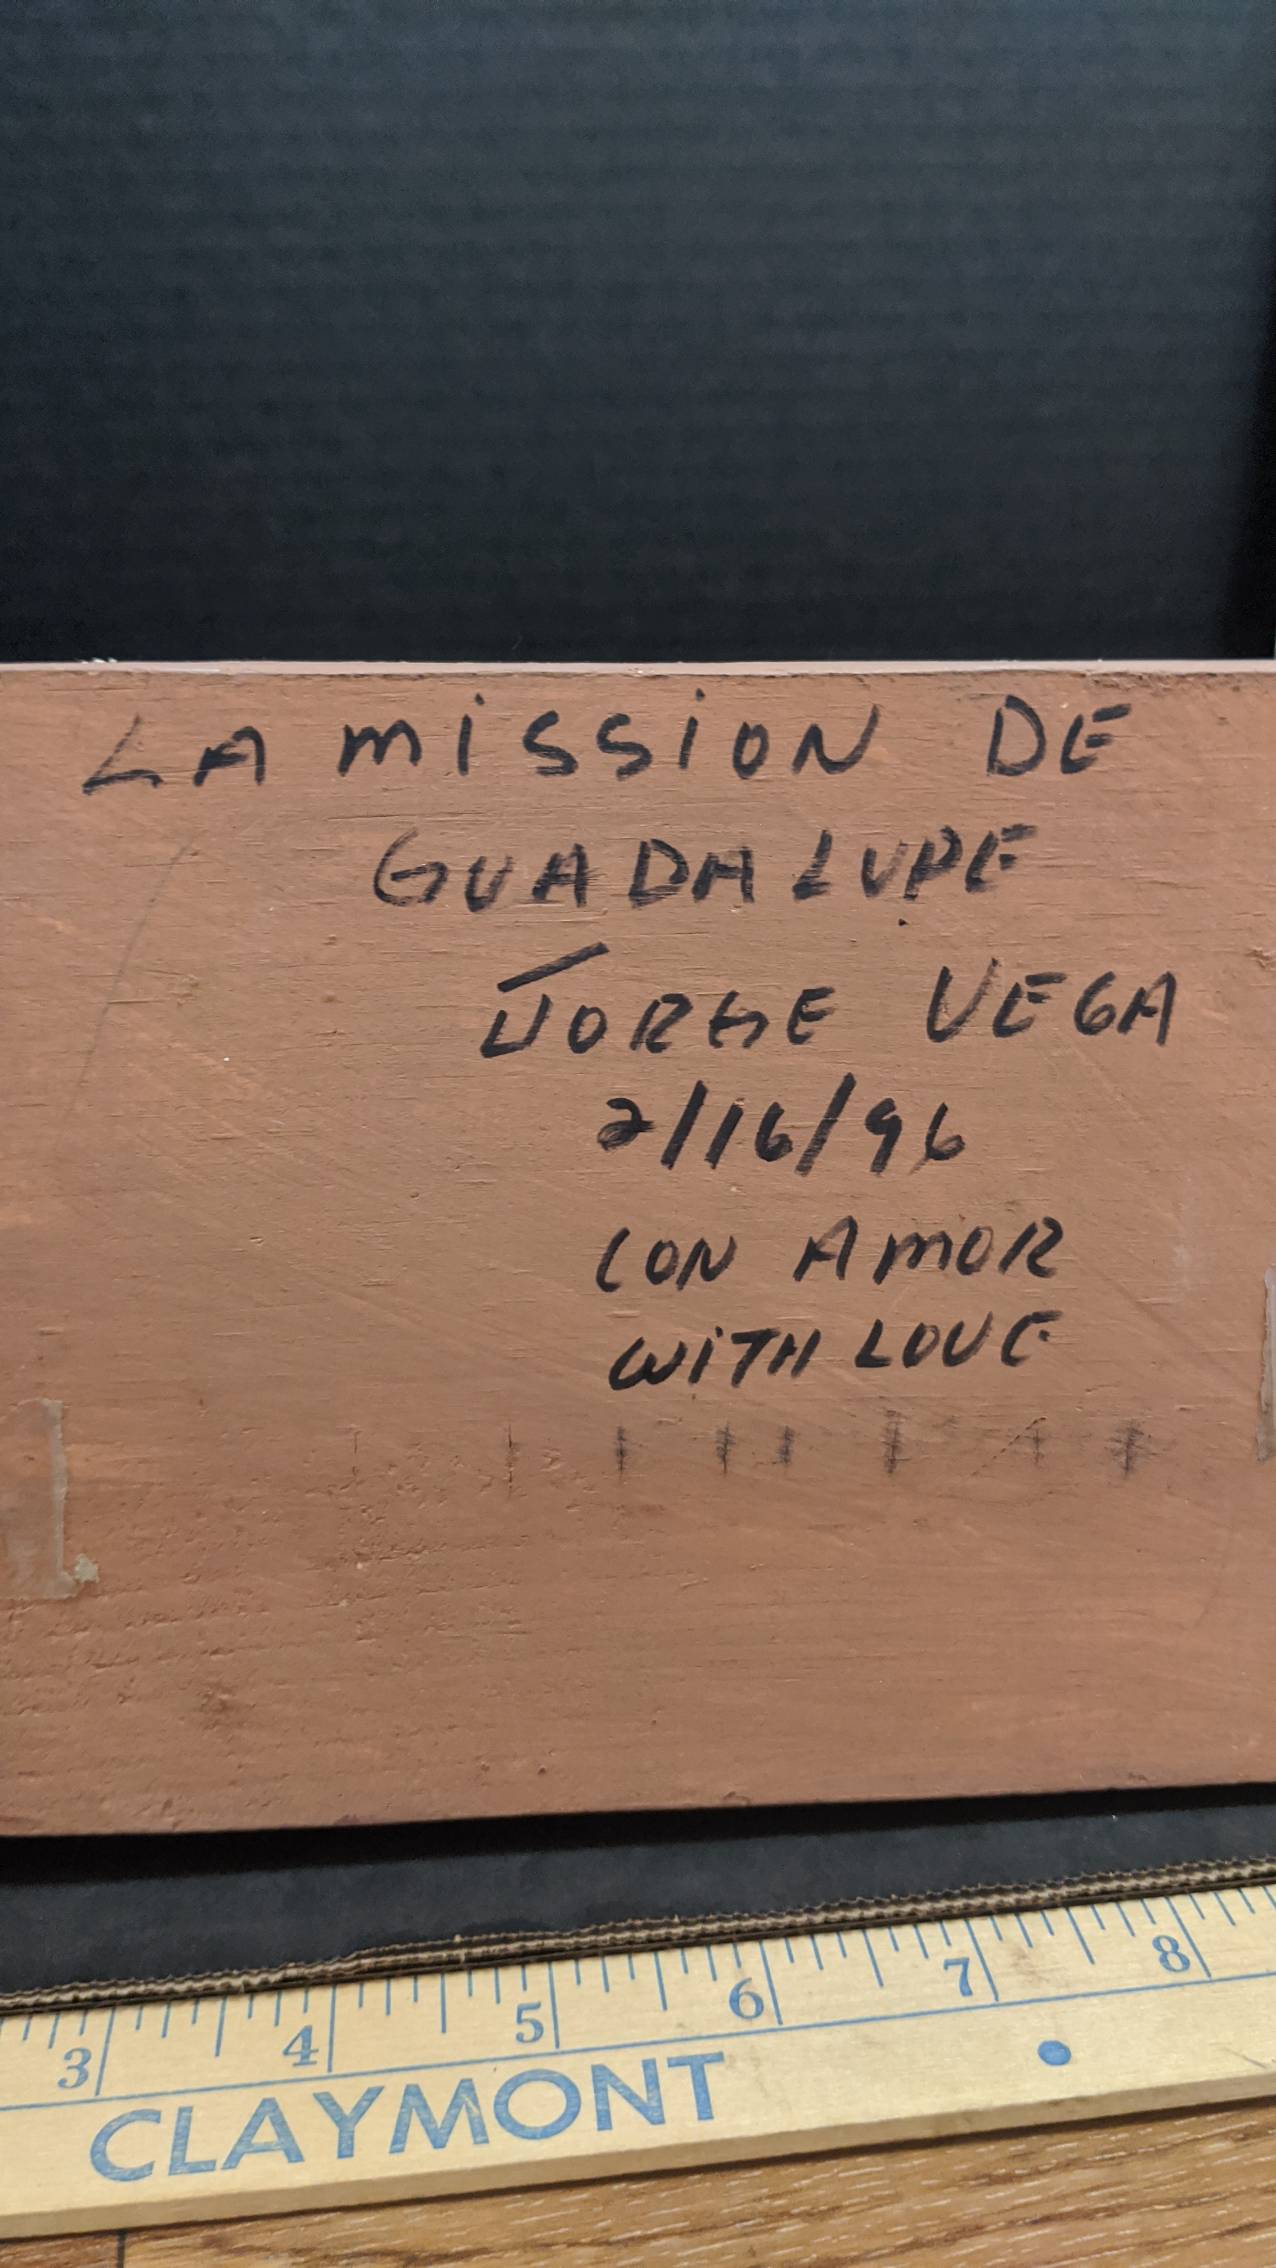 LA MISSION DE
GUADALUPE
JORGE VEGA
2/16/96
CON AMOR
WITH LOVE
3 4 5 6 7 8
CLAYMONT